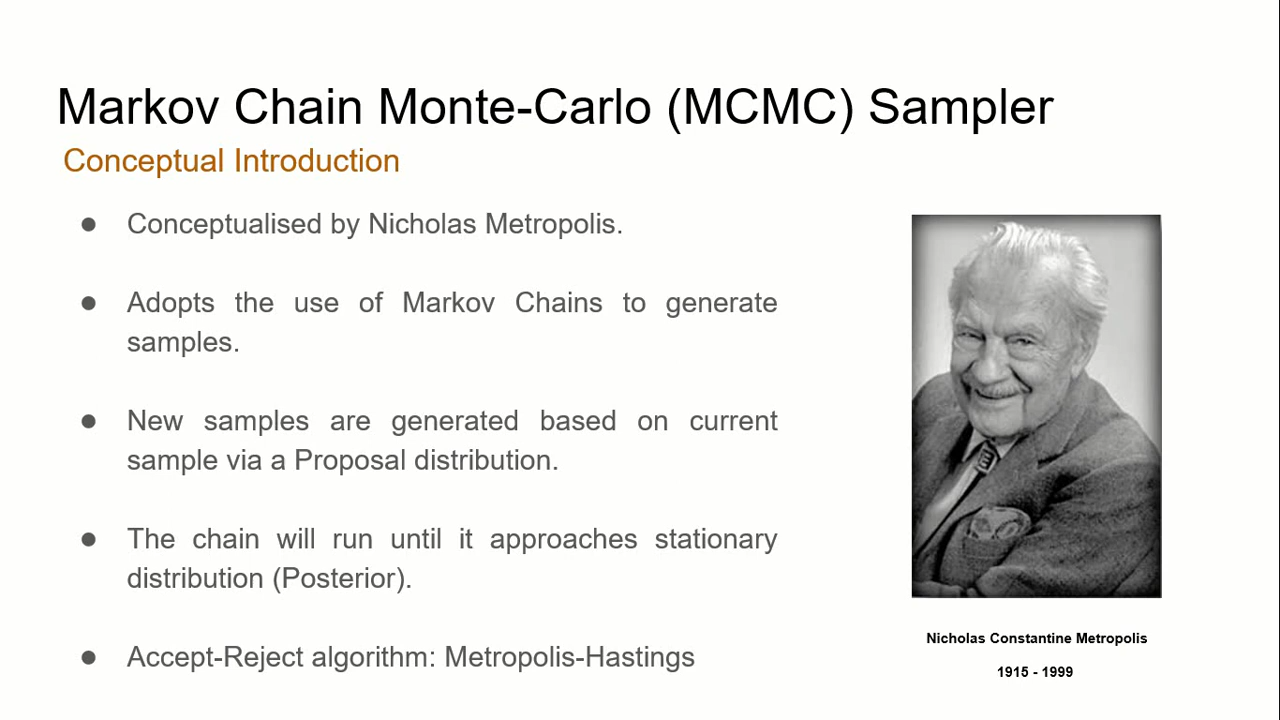 Markov Chain Monte-Carlo (MCMC) Sampler
Conceptual Introduction
● Conceptualised by Nicholas Metropolis.
● Adopts the use of Markov Chains to generate
samples.
● New samples are generated based on current
sample via a Proposal distribution.
● The chain will run until it approaches stationary
distribution (Posterior).
● Accept-Reject algorithm: Metropolis-Hastings
Nicholas Constantine Metropolis
1915 - 1999